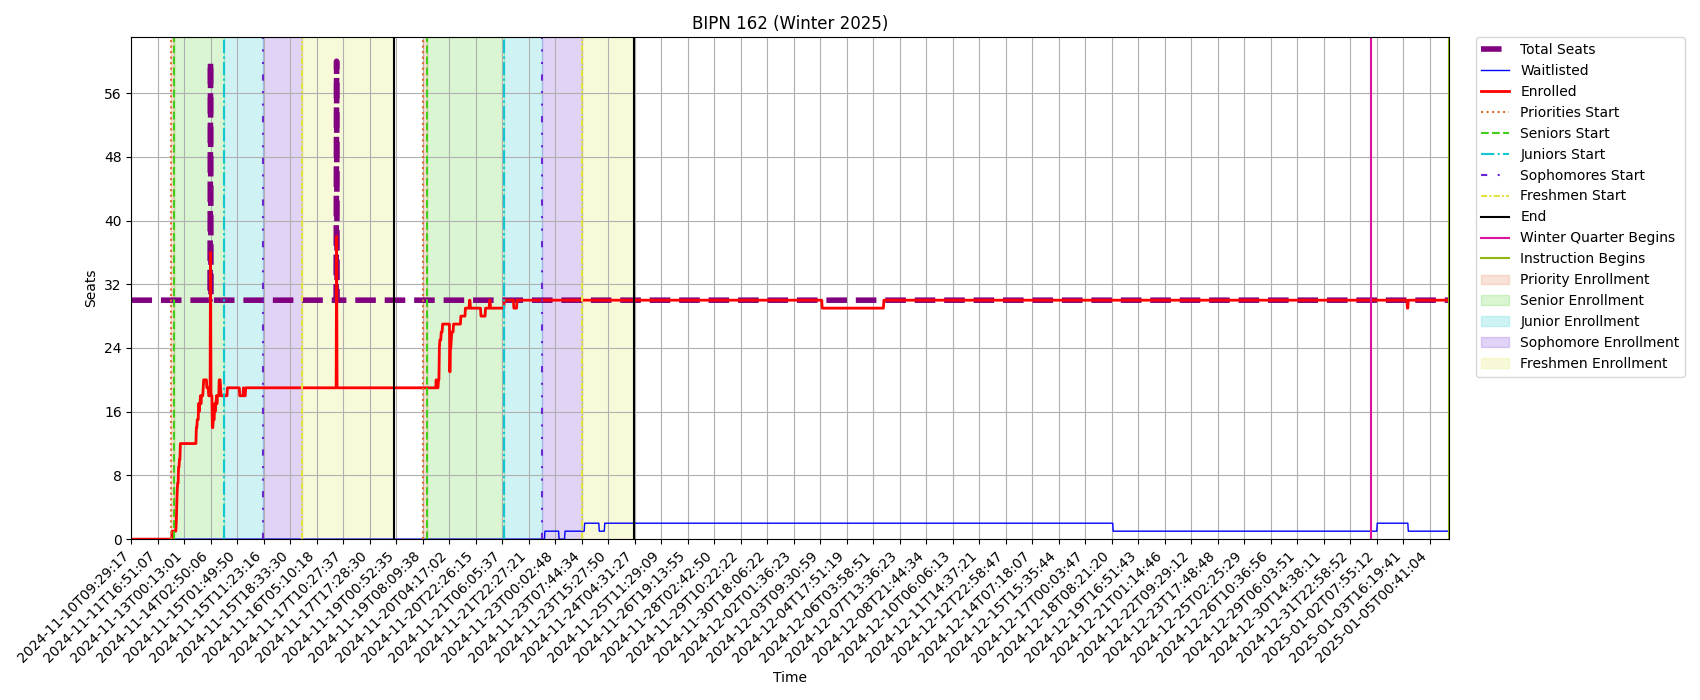 BIPN 162 (Winter 2025)
Seats
56
48
40
32
24
16
8
0
2024-11-10T09:29:17
2024-11-11T16:51:07
2024-11-13T00:13:01
2024-11-14T02:50:06
2024-11-15T01:49:50
2024-11-15T11:23:16
2024-11-15T18:33:30
2024-11-16T05:10:18
2024-11-17T10:27:37
2024-11-17T17:28:30
2024-11-19T00:52:35
2024-11-19T08:09:38
2024-11-20T04:17:02
2024-11-20T22:26:15
2024-11-21T06:05:37
2024-11-21T22:27:21
2024-11-23T00:02:48
2024-11-23T07:44:34
2024-11-23T15:27:50
2024-11-24T04:31:27
2024-11-25T11:29:09
2024-11-26T19:13:55
2024-11-28T02:42:50
2024-11-29T10:22:22
2024-11-30T18:06:22
2024-12-02T01:36:23
2024-12-03T09:30:59
2024-12-04T17:51:19
2024-12-06T03:58:51
2024-12-07T13:36:23
2024-12-08T21:44:34
2024-12-10T06:06:13
2024-12-11T14:37:21
2024-12-12T22:58:47
2024-12-14T07:18:07
2024-12-15T15:35:44
2024-12-17T00:03:47
2024-12-18T08:21:20
2024-12-19T16:51:43
2024-12-21T01:14:46
2024-12-22T09:29:12
2024-12-23T17:48:48
2024-12-25T02:25:29
2024-12-26T10:36:56
2024-12-29T06:03:51
2024-12-30T14:38:11
2024-12-31T22:58:52
2025-01-02T07:55:12
2025-01-03T16:19:41
2025-01-05T00:41:04
Time
Total Seats
Waitlisted
Enrolled
Priorities Start
Seniors Start
Juniors Start
Sophomores Start
Freshmen Start
End
Winter Quarter Begins
Instruction Begins
Priority Enrollment
Senior Enrollment
Junior Enrollment
Sophomore Enrollment
Freshmen Enrollment